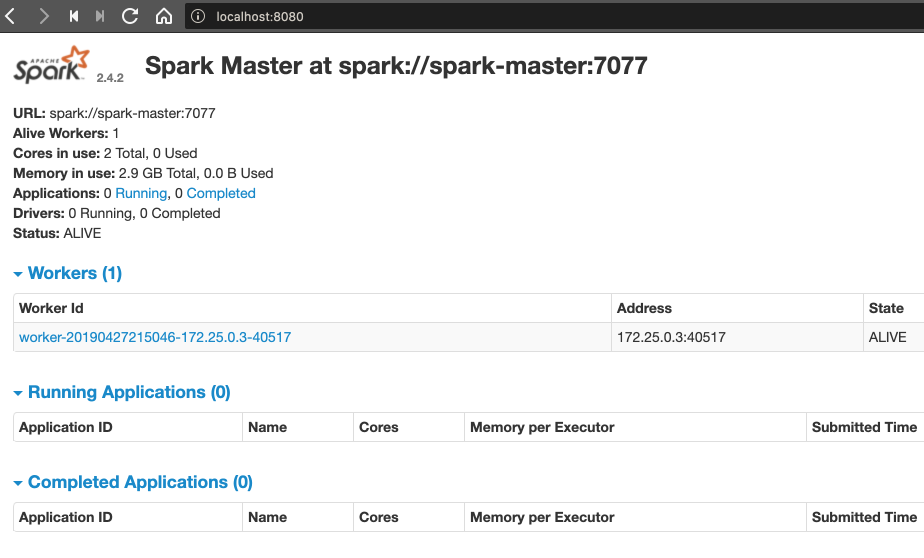 localhost:8080
APACHE
Spark 2.4.2 Spark Master at spark://spark-master:7077
URL: spark://spark-master:7077
Alive Workers: 1
Cores in use: 2 Total, 0 Used
Memory in use: 2.9 GB Total, 0.0 B Used
Applications: 0 Running, 0 Completed
Drivers: 0 Running, 0 Completed
Status: ALIVE
Workers (1)
Worker Id Address State
worker-20190427215046-172.25.0.3-40517 172.25.0.3:40517 ALIVE
Running Applications (0)
Application ID Name Cores Memory per Executor Submitted Time
Completed Applications (0)
Application ID Name Cores Memory per Executor Submitted Time